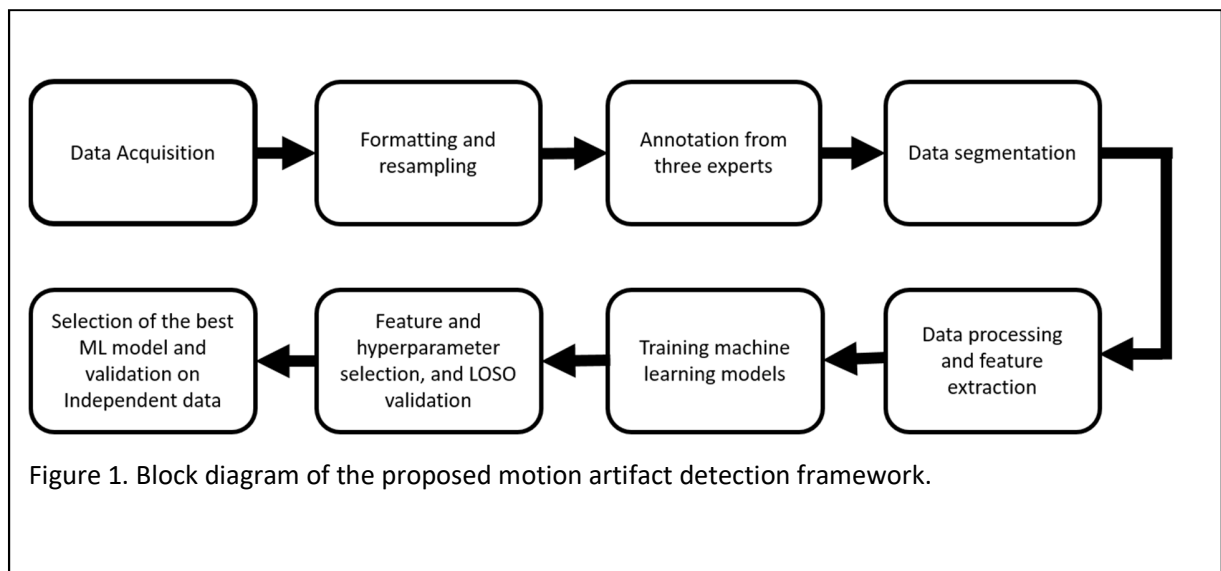 Data Acquisition
Formatting and
resampling
Annotation from
three experts
Data segmentation
Data processing
and feature
extraction
Training machine
learning models
Feature and
hyperparameter
selection, and LOSO
validation
Selection of the best
ML model and
validation on
Independent data
Figure 1. Block diagram of the proposed motion artifact detection framework.